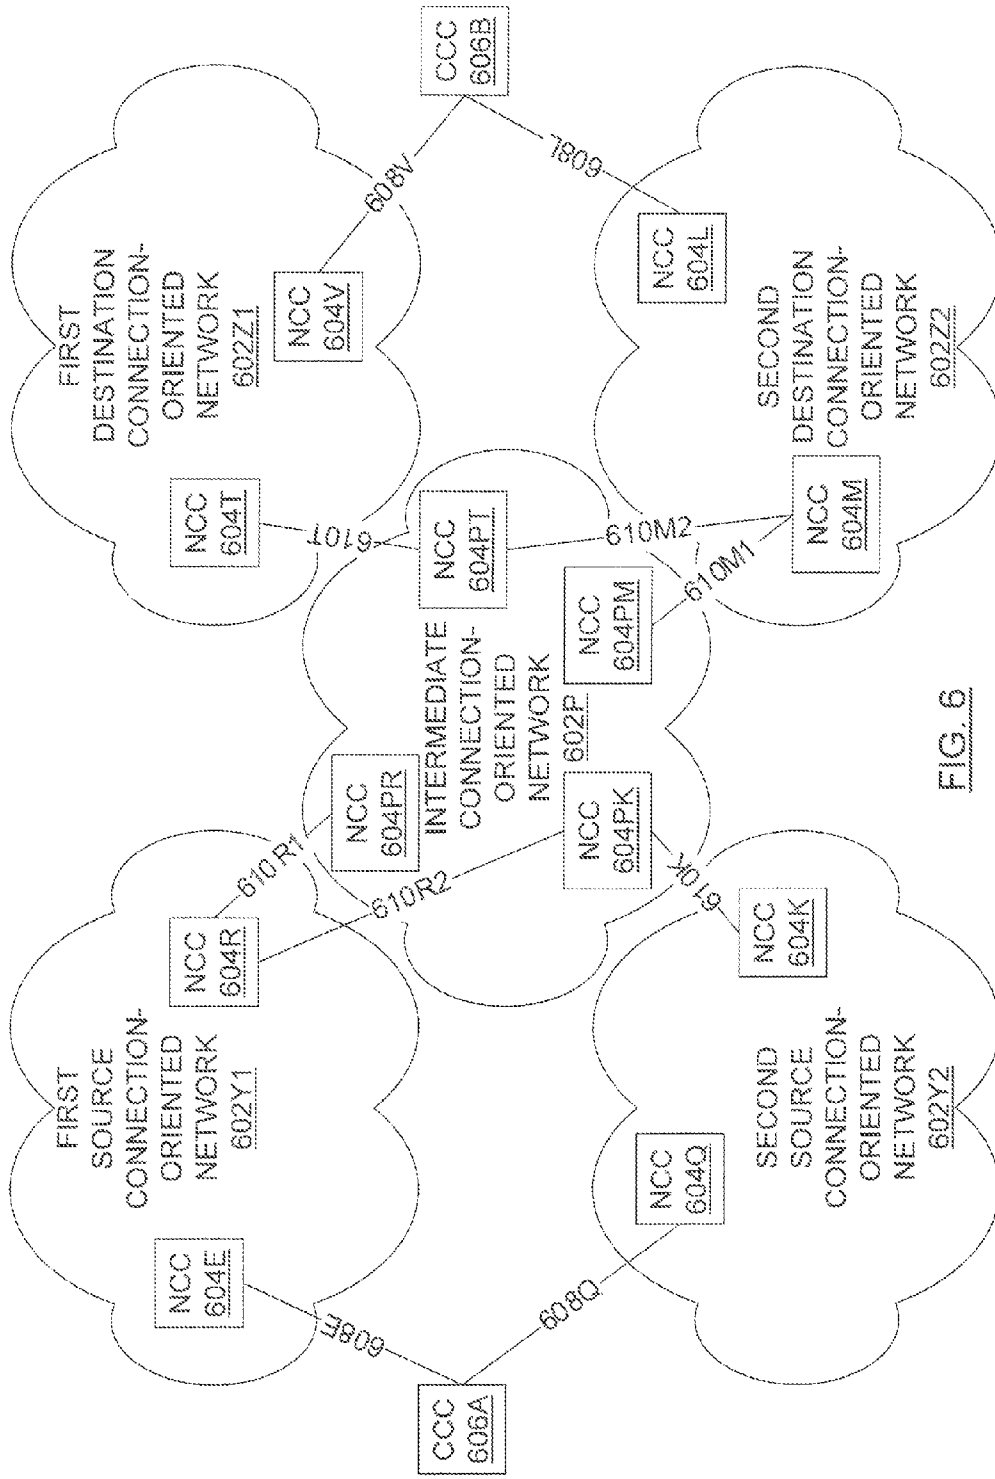 FIRST
SOURCE
CONNECTION-
ORIENTED
NETWORK
602Y1
FIRST
DESTINATION
CONNECTION-
ORIENTED
NETWORK
602Z1
NCC
604E
NCC
604R
NCC
604T
NCC
604V
610R1
610T
608V
608E
NCC
604PR
610R2
NCC
604PT
CCC
606A
INTERMEDIATE
CONNECTION-
ORIENTED
NETWORK
602P
CCC
606B
608Q
608L
NCC
604PK
NCC
604PM
610M2
NCC
604Q
610K
610M1
NCC
604L
NCC
604K
NCC
604M
SECOND
SOURCE
CONNECTION-
ORIENTED
NETWORK
602Y2
SECOND
DESTINATION
CONNECTION-
ORIENTED
NETWORK
602Z2
FIG. 6